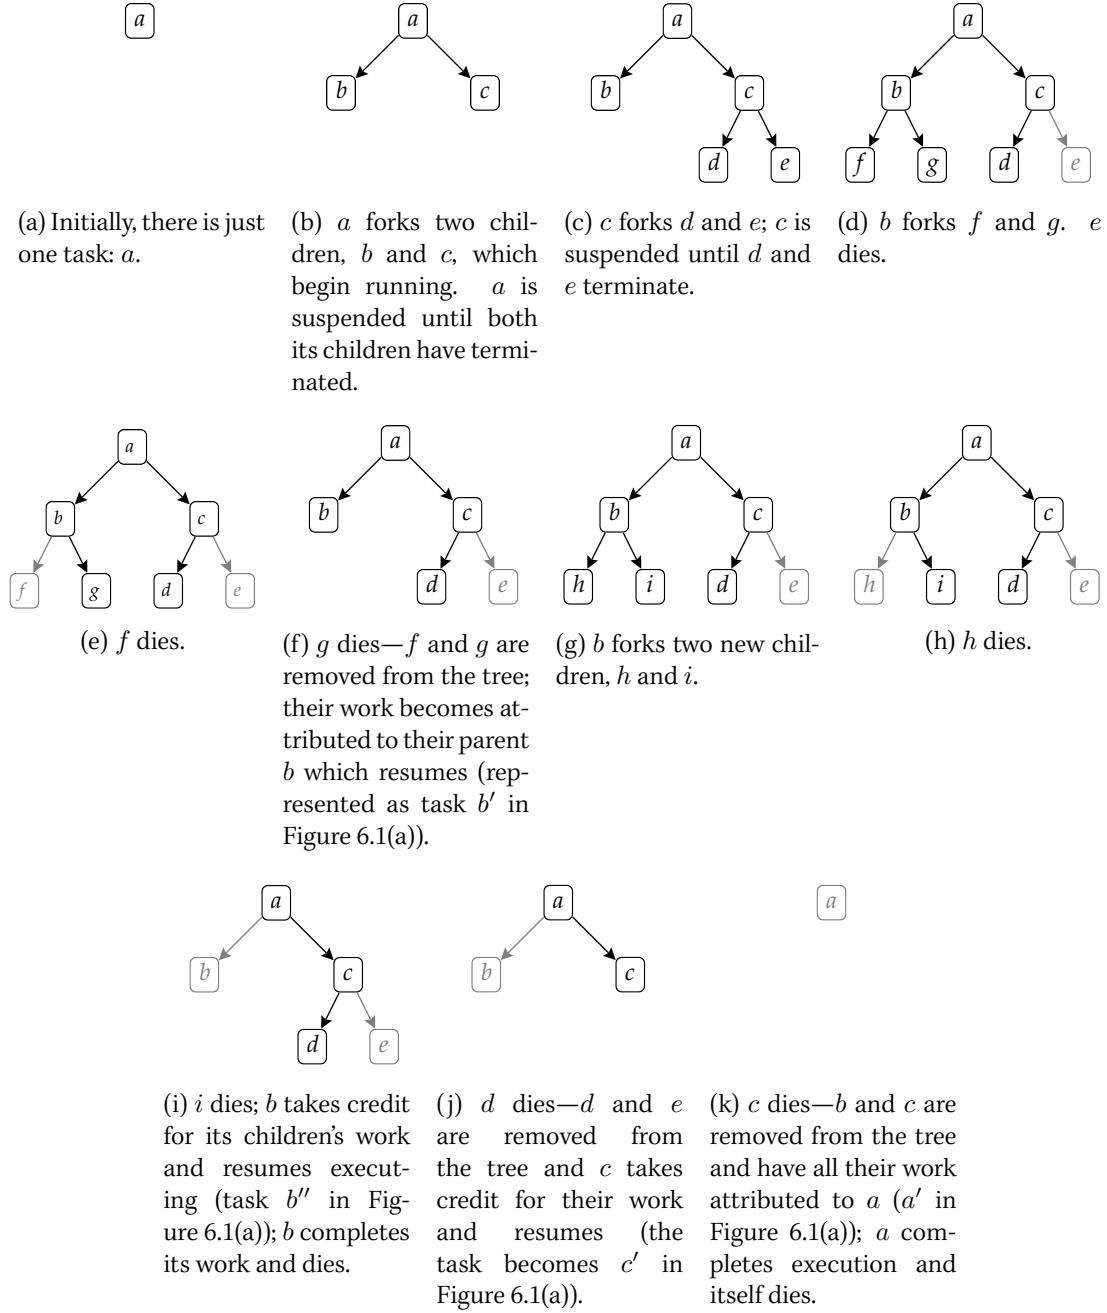 a
a
b c
a
b c
d e
a
b c
f g d e
(a) Initially, there is just
one task: a.
(b) a forks two chil-
dren, b and c, which
begin running. a is
suspended until both
its children have termi-
nated.
(c) c forks d and e; c is
suspended until d and
e terminate.
(d) b forks f and g. e
dies.
a
b c
f g d e
a
b c
d e
a
b c
h i d e
a
b c
h i d e
(e) f dies.
(f) g dies—f and g are
removed from the tree;
their work becomes at-
tributed to their parent
b which resumes (rep-
resented as task b′ in
Figure 6.1(a)).
(g) b forks two new chil-
dren, h and i.
(h) h dies.
a
b c
d e
a
b c
a
(i) i dies; b takes credit
for its children's work
and resumes execut-
ing (task b″ in Fig-
ure 6.1(a)); b completes
its work and dies.
(j) d dies—d and e
are removed from
the tree and c takes
credit for their work
and resumes (the
task becomes c′ in
Figure 6.1(a)).
(k) c dies—b and c are
removed from the tree
and have all their work
attributed to a (a′ in
Figure 6.1(a)); a com-
pletes execution and
itself dies.